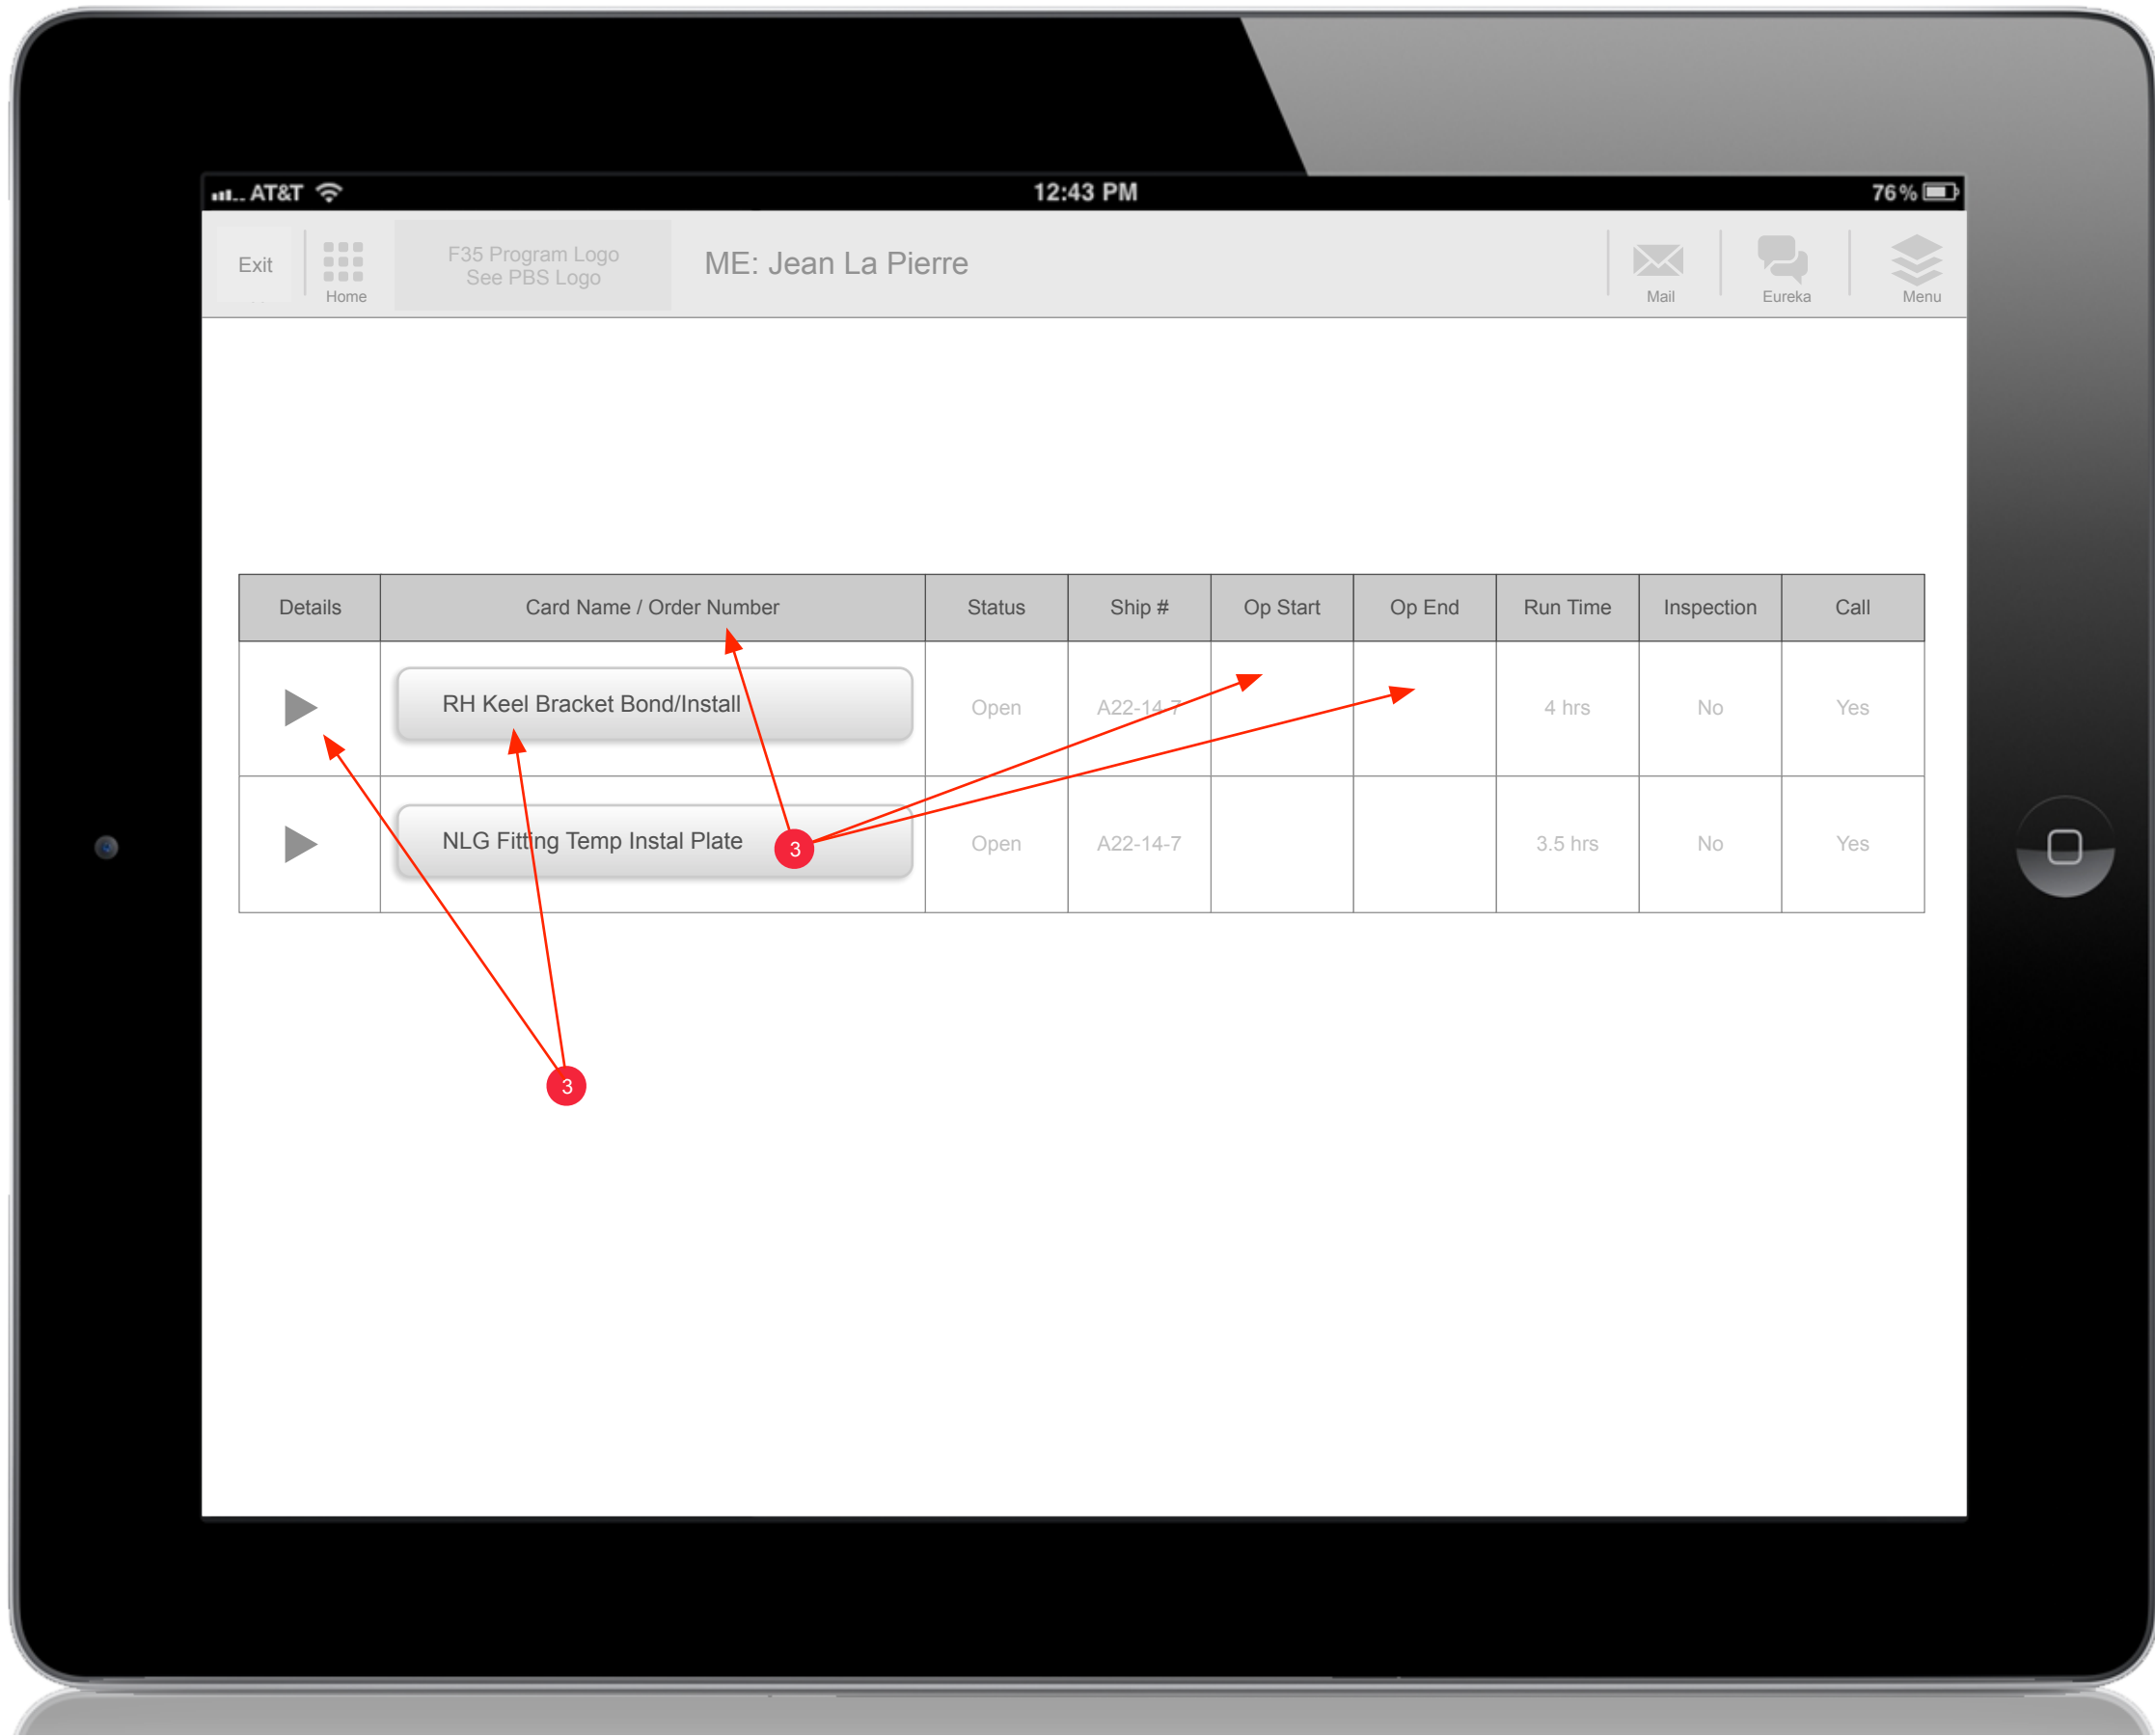 AT&T 12:43 PM 76%
Exit
Home
F35 Program Logo
See PBS Logo
ME: Jean La Pierre
Mail
Eureka
Menu
Details Card Name / Order Number Status Ship # Op Start Op End Run Time Inspection Call
RH Keel Bracket Bond/Install Open A22-14-7 4 hrs No Yes
NLG Fitting Temp Instal Plate 3 Open A22-14-7 3.5 hrs No Yes
3